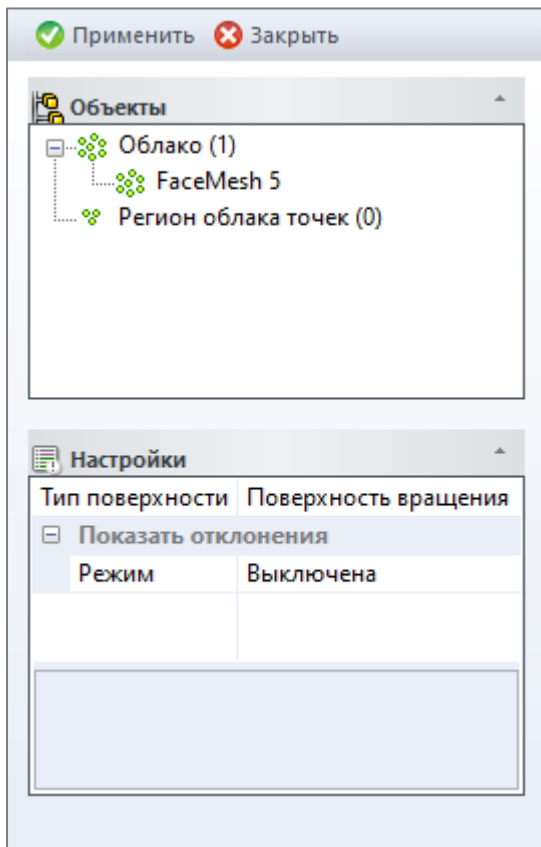 Применить Закрыть
Объекты
Облако (1)
FaceMesh 5
Регион облака точек (0)
Настройки
Тип поверхности Поверхность вращения
Показать отклонения
Режим Выключена